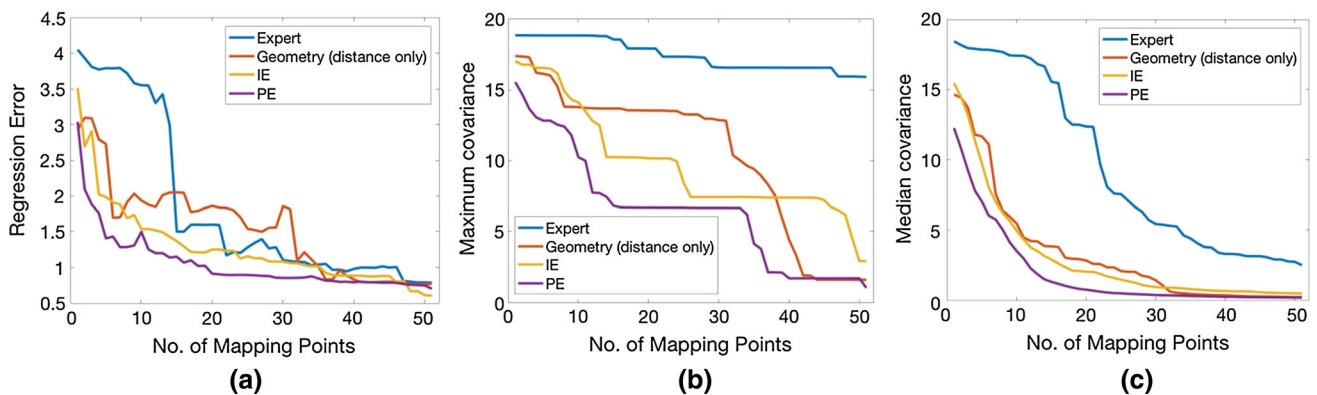 4.5
4
3.5
3
2.5
2
1.5
1
0.5
Regression Error
Expert
Geometry (distance only)
IE
PE
0 10 20 30 40 50
No. of Mapping Points
(a)
20
15
10
5
0
Maximum covariance
Expert
Geometry (distance only)
IE
PE
0 10 20 30 40 50
No. of Mapping Points
(b)
20
15
10
5
0
Median covariance
Expert
Geometry (distance only)
IE
PE
0 10 20 30 40 50
No. of Mapping Points
(c)